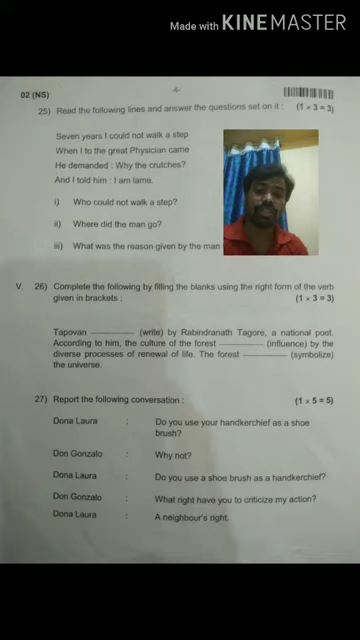 Made with KINEMASTER
02 (NS)
-6-
25) Read the following lines and answer the questions set on it : (1 × 3 = 3)
Seven years I could not walk a step
When I to the great Physician came
He demanded : Why the crutches?
And I told him : I am lame.
i) Who could not walk a step?
ii) Where did the man go?
iii) What was the reason given by the man
V. 26) Complete the following by filling the blanks using the right form of the verb
given in brackets : (1 × 3 = 3)
Tapovan ________ (write) by Rabindranath Tagore, a national poet.
According to him, the culture of the forest ________ (influence) by the
diverse processes of renewal of life. The forest ________ (symbolize)
the universe.
27) Report the following conversation : (1 × 5 = 5)
Dona Laura : Do you use your handkerchief as a shoe
brush?
Don Gonzalo : Why not?
Dona Laura : Do you use a shoe brush as a handkerchief?
Don Gonzalo : What right have you to criticize my action?
Dona Laura : A neighbour's right.